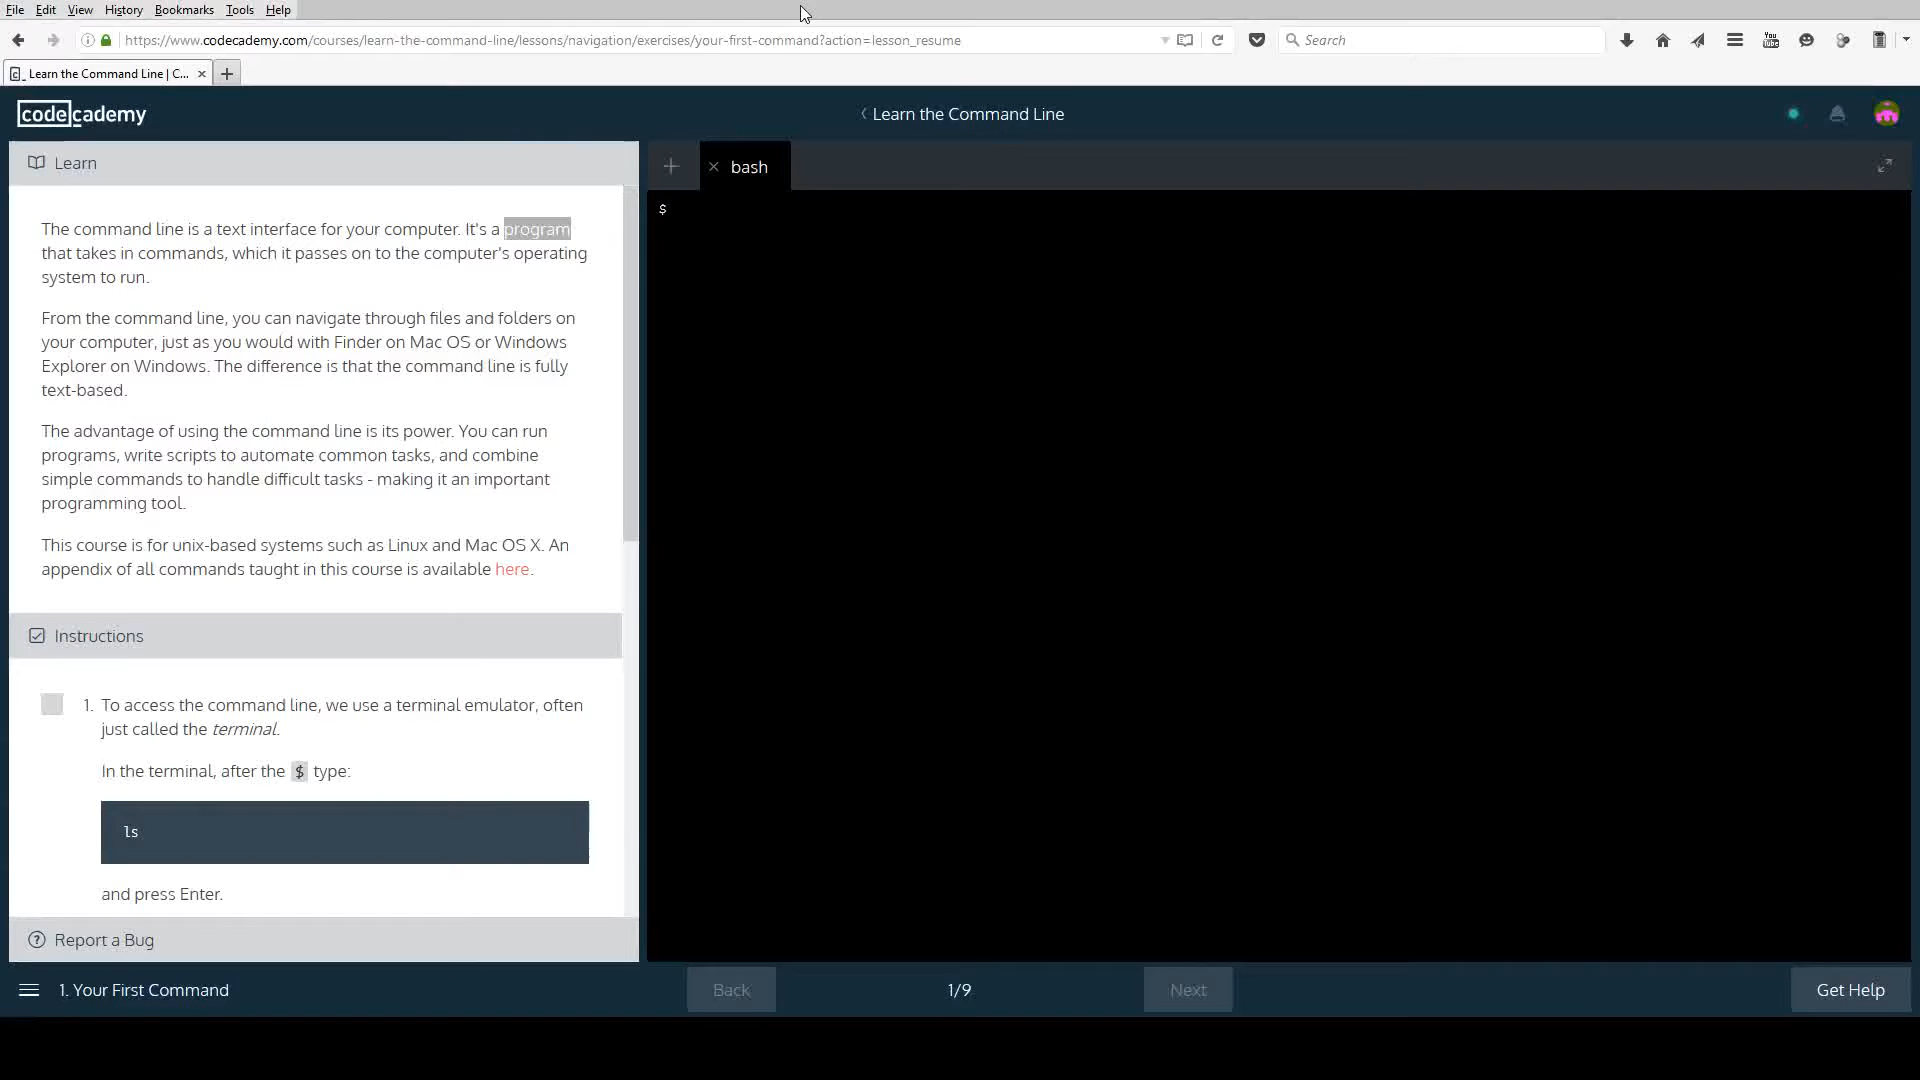 File Edit View History Bookmarks Tools Help
https://www.codecademy.com/courses/learn-the-command-line/lessons/navigation/exercises/your-first-command?action=lesson_resume
Search
You Tube
Learn the Command Line | C...
codecademy
Learn the Command Line
Learn
bash
The command line is a text interface for your computer. It's a program
that takes in commands, which it passes on to the computer's operating
system to run.
From the command line, you can navigate through files and folders on
your computer, just as you would with Finder on Mac OS or Windows
Explorer on Windows. The difference is that the command line is fully
text-based.
The advantage of using the command line is its power. You can run
programs, write scripts to automate common tasks, and combine
simple commands to handle difficult tasks - making it an important
programming tool.
This course is for unix-based systems such as Linux and Mac OS X. An
appendix of all commands taught in this course is available here.
$
Instructions
1. To access the command line, we use a terminal emulator, often
just called the terminal.
In the terminal, after the $ type:
ls
and press Enter.
Report a Bug
1. Your First Command
Back
1/9
Next
Get Help